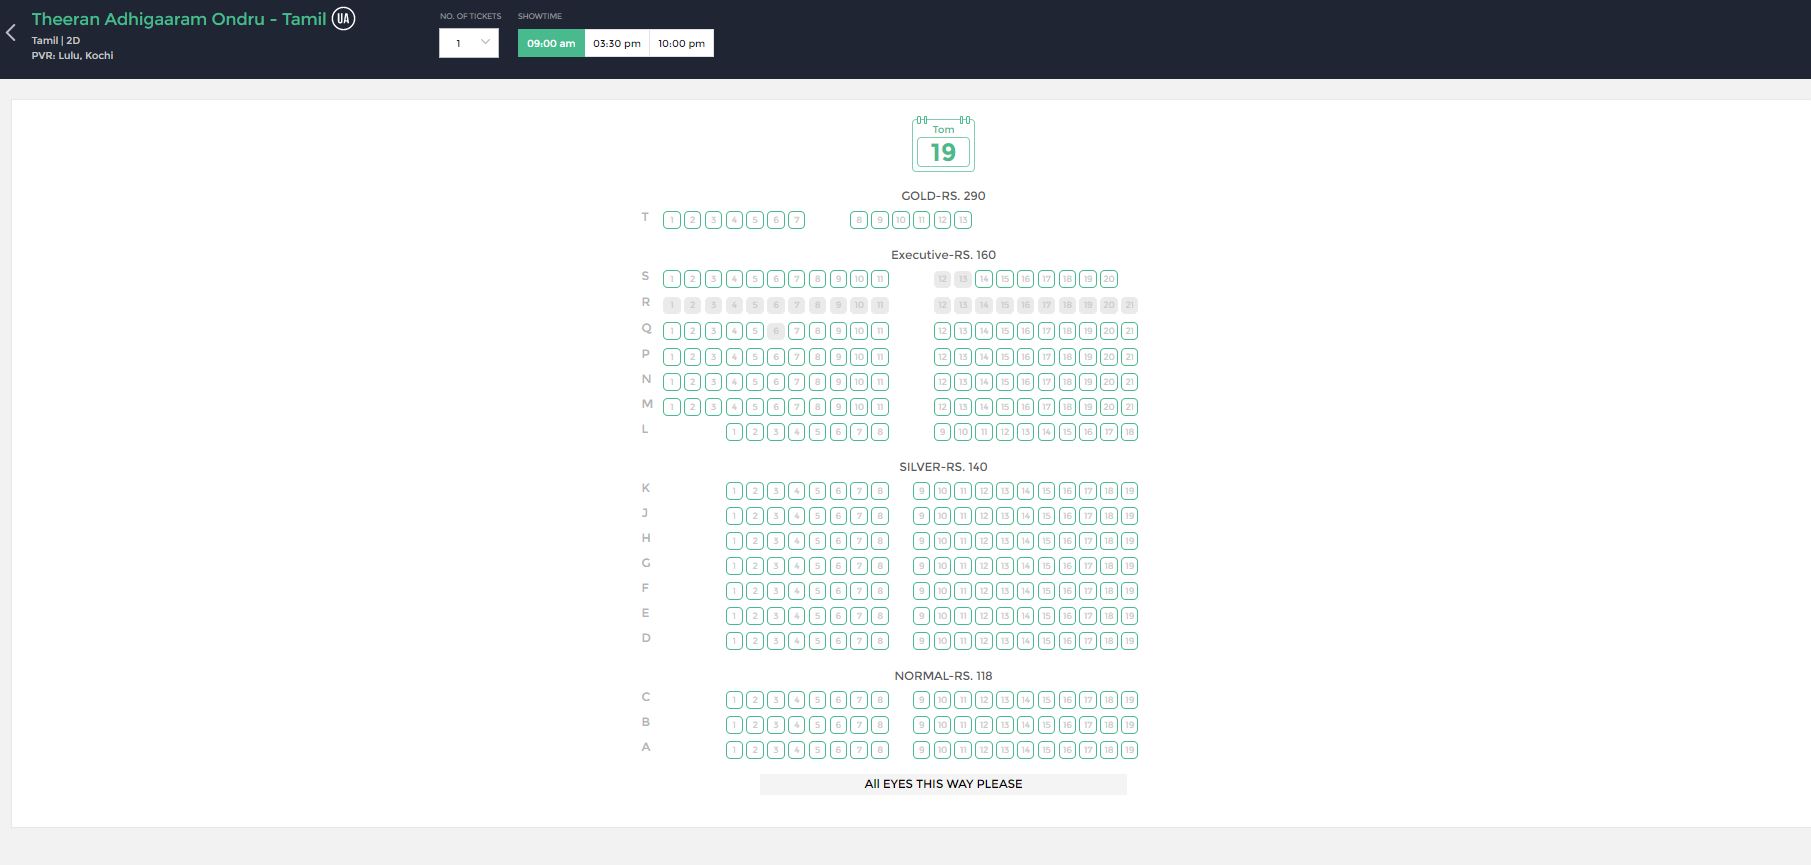 Theeran Adhigaaram Ondru - Tamil UA
Tamil | 2D
PVR: Lulu, Kochi
NO. OF TICKETS
1
SHOWTIME
09:00 am 03:30 pm 10:00 pm
Tom
19
GOLD-RS. 290
T 1 2 3 4 5 6 7 8 9 10 11 12 13
Executive-RS. 160
S 1 2 3 4 5 6 7 8 9 10 11 12 13 14 15 16 17 18 19 20
R 1 2 3 4 5 6 7 8 9 10 11 12 13 14 15 16 17 18 19 20 21
Q 1 2 3 4 5 6 7 8 9 10 11 12 13 14 15 16 17 18 19 20 21
P 1 2 3 4 5 6 7 8 9 10 11 12 13 14 15 16 17 18 19 20 21
N 1 2 3 4 5 6 7 8 9 10 11 12 13 14 15 16 17 18 19 20 21
M 1 2 3 4 5 6 7 8 9 10 11 12 13 14 15 16 17 18 19 20 21
L 1 2 3 4 5 6 7 8 9 10 11 12 13 14 15 16 17 18
SILVER-RS. 140
K 1 2 3 4 5 6 7 8 9 10 11 12 13 14 15 16 17 18 19
J 1 2 3 4 5 6 7 8 9 10 11 12 13 14 15 16 17 18 19
H 1 2 3 4 5 6 7 8 9 10 11 12 13 14 15 16 17 18 19
G 1 2 3 4 5 6 7 8 9 10 11 12 13 14 15 16 17 18 19
F 1 2 3 4 5 6 7 8 9 10 11 12 13 14 15 16 17 18 19
E 1 2 3 4 5 6 7 8 9 10 11 12 13 14 15 16 17 18 19
D 1 2 3 4 5 6 7 8 9 10 11 12 13 14 15 16 17 18 19
NORMAL-RS. 118
C 1 2 3 4 5 6 7 8 9 10 11 12 13 14 15 16 17 18 19
B 1 2 3 4 5 6 7 8 9 10 11 12 13 14 15 16 17 18 19
A 1 2 3 4 5 6 7 8 9 10 11 12 13 14 15 16 17 18 19
All EYES THIS WAY PLEASE